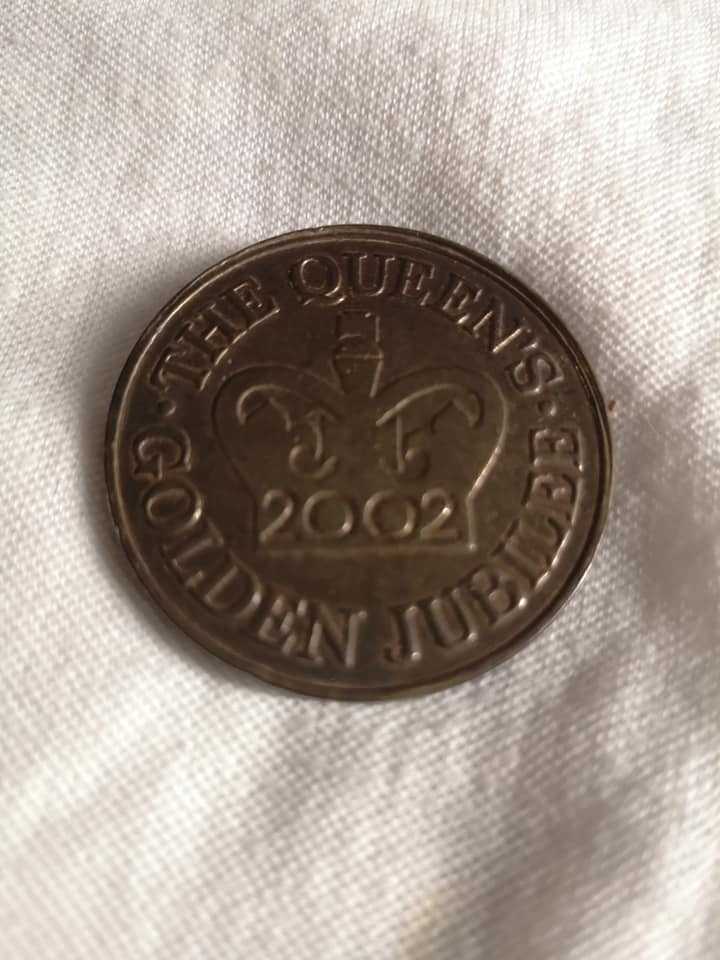 · THE QUEEN'S ·
GOLDEN JUBILEE
2002